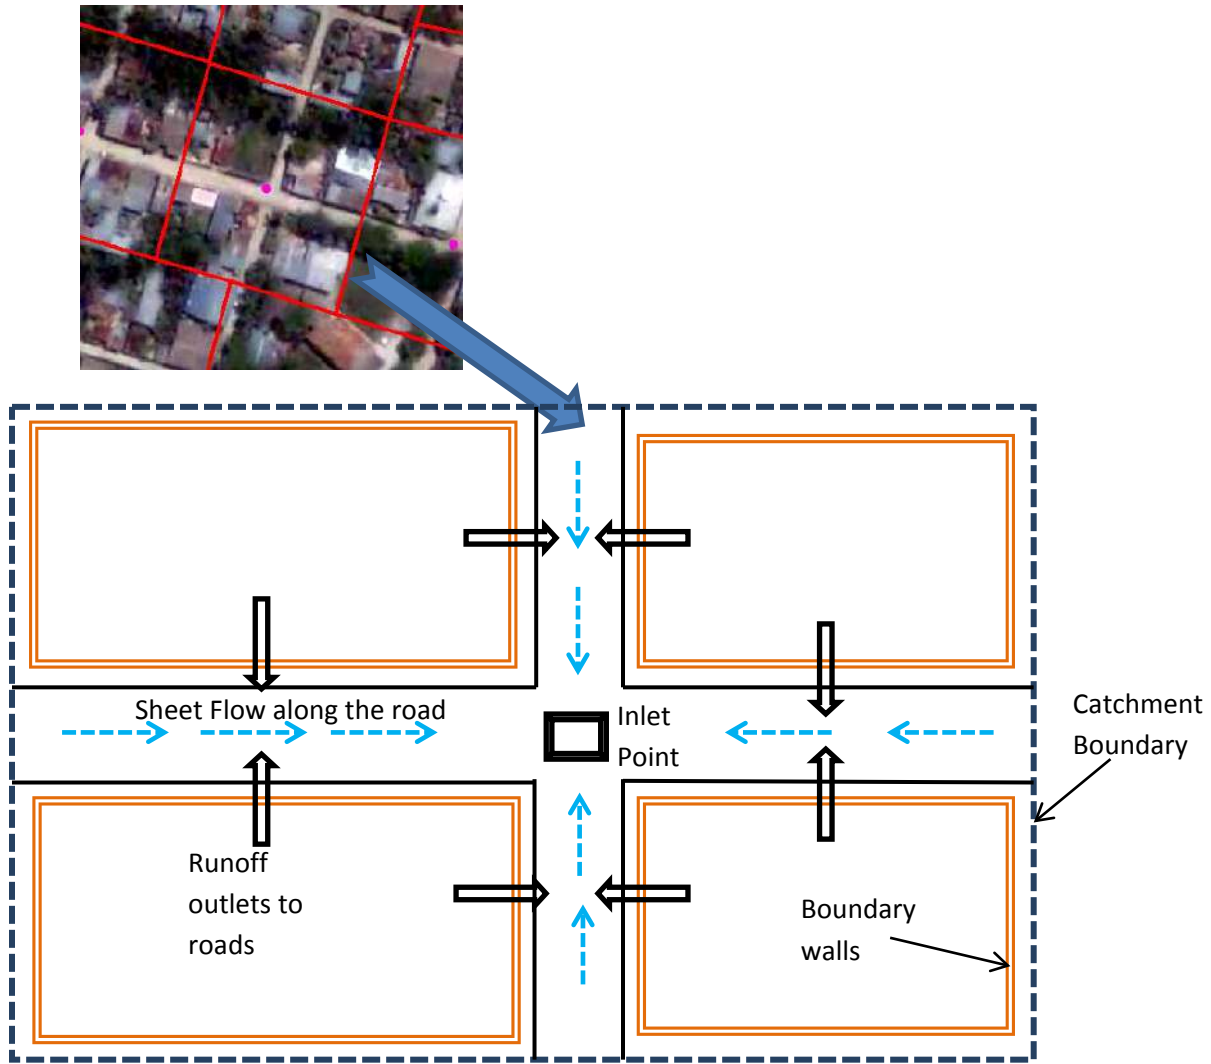 Sheet Flow along the road
Inlet
Point
Catchment
Boundary
Runoff
outlets to
roads
Boundary
walls